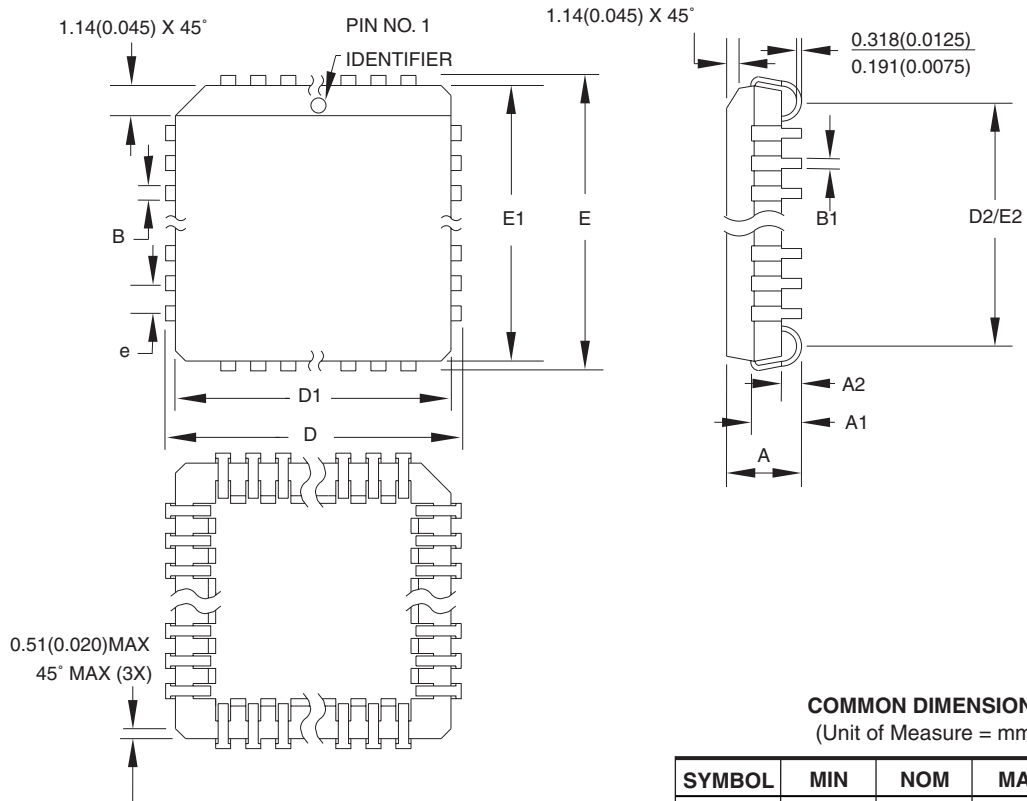 1.14(0.045) X 45˚
PIN NO. 1
IDENTIFIER
1.14(0.045) X 45˚
0.318(0.0125)
0.191(0.0075)
B
e
E1
E
B1
D2/E2
D1
D
A2
A1
A
0.51(0.020)MAX
45˚ MAX (3X)
COMMON DIMENSION
(Unit of Measure = mm
SYMBOL MIN NOM MA